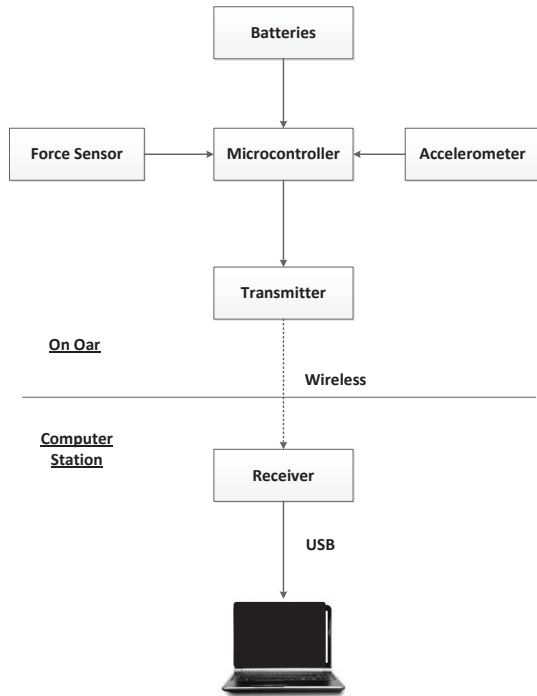 Batteries
Force Sensor
Microcontroller
Accelerometer
Transmitter
On Oar
Wireless
Computer
Station
Receiver
USB